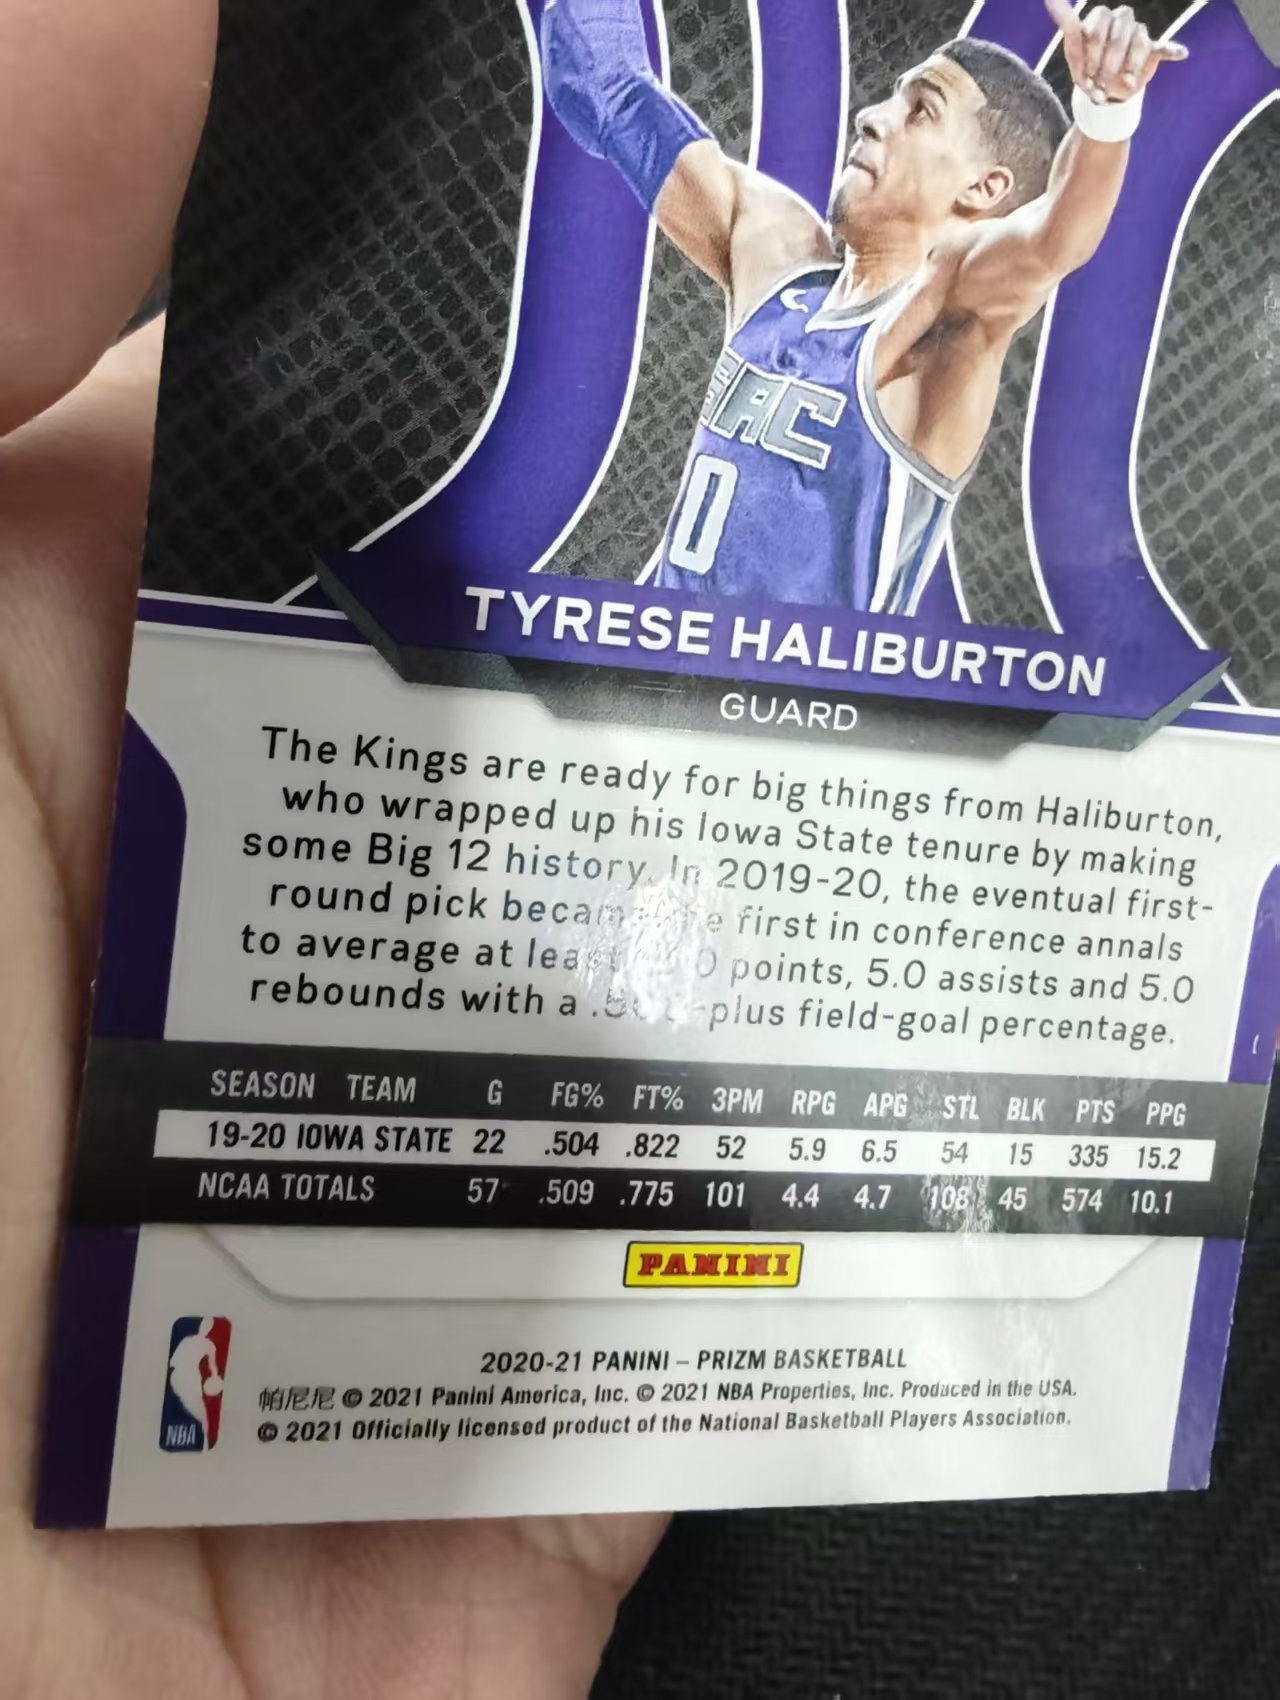 SAC
0
TYRESE HALIBURTON
GUARD
The Kings are ready for big things from Haliburton,
who wrapped up his Iowa State tenure by making
some Big 12 history. In 2019-20, the eventual first-
round pick became the first in conference annals
to average at least points, 5.0 assists and 5.0
rebounds with a -plus field-goal percentage.
SEASON TEAM G FG% FT% 3PM RPG APG STL BLK PTS PPG
19-20 IOWA STATE 22 .504 .822 52 5.9 6.5 54 15 335 15.2
NCAA TOTALS 57 .509 .775 101 4.4 4.7 108 45 574 10.1
PANINI
NBA
2020-21 PANINI – PRIZM BASKETBALL
帕尼尼 © 2021 Panini America, Inc. © 2021 NBA Properties, Inc. Produced in the USA.
© 2021 Officially licensed product of the National Basketball Players Association.